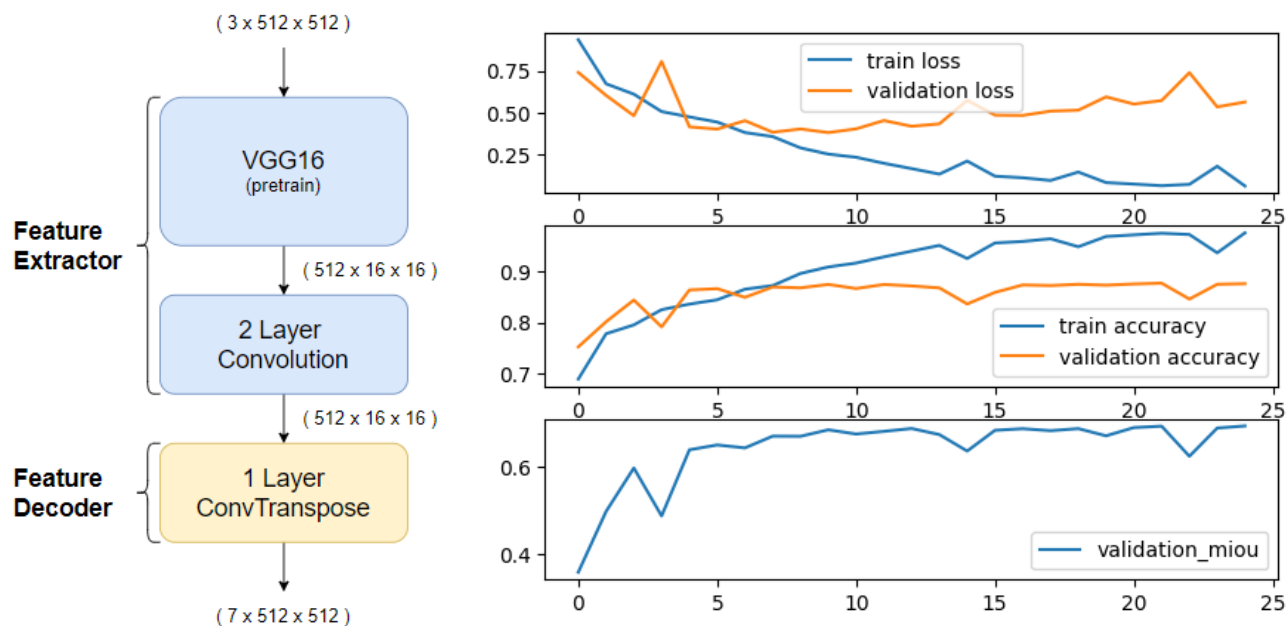 ( 3 x 512 x 512 )
VGG16
(pretrain)
Feature
Extractor
( 512 x 16 x 16 )
2 Layer
Convolution
( 512 x 16 x 16 )
Feature
Decoder
1 Layer
ConvTranspose
( 7 x 512 x 512 )
train loss
validation loss
0.75
0.50
0.25
0 5 10 15 20 25
0.9
0.8
0.7
train accuracy
validation accuracy
0 5 10 15 20 25
0.6
0.4
validation_miou
0 5 10 15 20 25